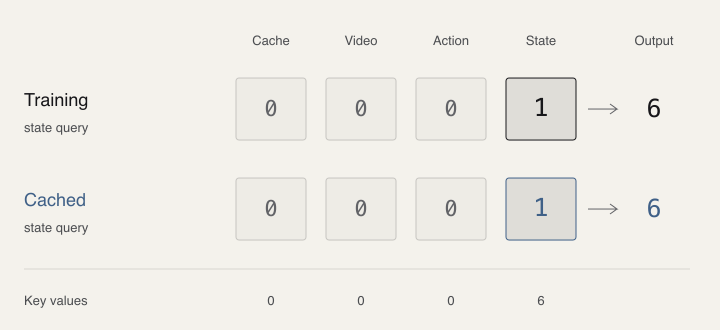 Cache Video Action State Output
Training
state query
0 0 0 1 6
Cached
state query
0 0 0 1 6
Key values 0 0 0 6